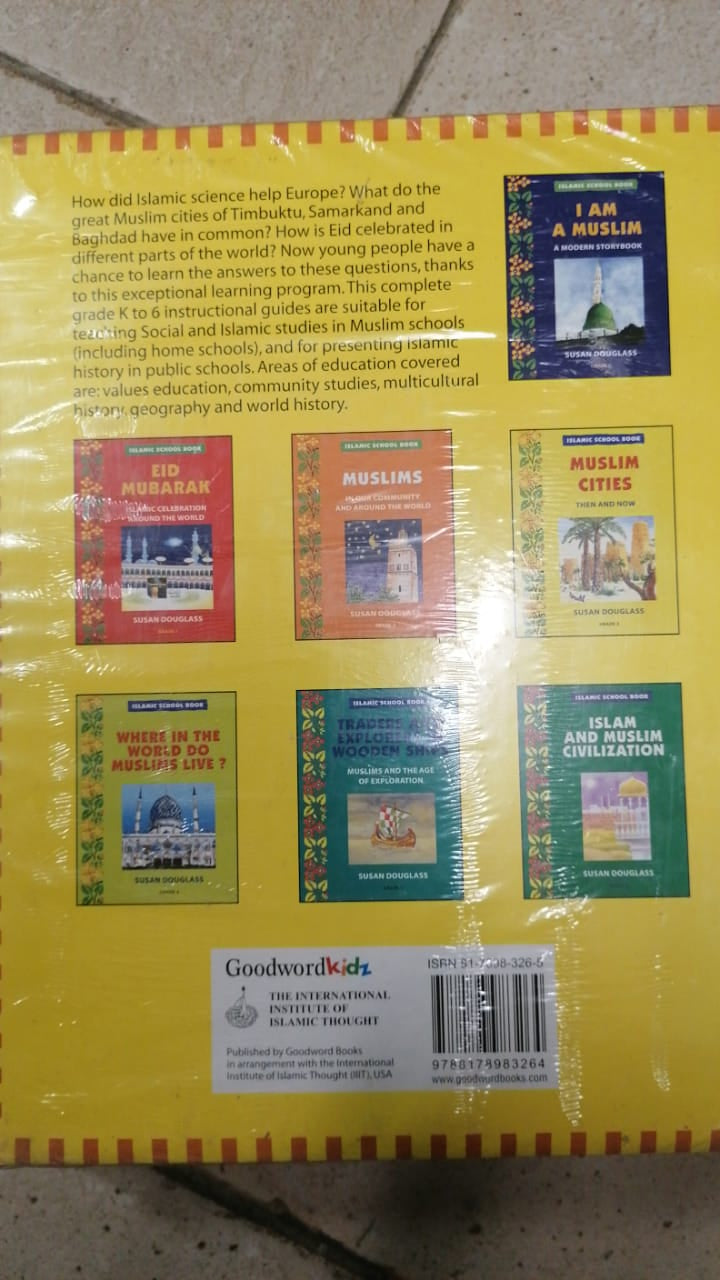 How did Islamic science help Europe? What do the
great Muslim cities of Timbuktu, Samarkand and
Baghdad have in common? How is Eid celebrated in
different parts of the world? Now young people have a
chance to learn the answers to these questions, thanks
to this exceptional learning program. This complete
grade K to 6 instructional guides are suitable for
teaching Social and Islamic studies in Muslim schools
(including home schools), and for presenting Islamic
history in public schools. Areas of education covered
are: values education, community studies, multicultural
history, geography and world history.
ISLAMIC SCHOOL BOOK
I AM
A MUSLIM
A MODERN STORYBOOK
SUSAN DOUGLASS
ISLAMIC SCHOOL BOOK
EID
MUBARAK
ISLAMIC CELEBRATION
AROUND THE WORLD
SUSAN DOUGLASS
ISLAMIC SCHOOL BOOK
MUSLIMS
IN OUR COMMUNITY
AND AROUND THE WORLD
SUSAN DOUGLASS
ISLAMIC SCHOOL BOOK
MUSLIM
CITIES
THEN AND NOW
SUSAN DOUGLASS
GRADE 3
ISLAMIC SCHOOL BOOK
WHERE IN THE
WORLD DO
MUSLIMS LIVE ?
SUSAN DOUGLASS
GRADE 4
ISLAMIC SCHOOL BOOK
TRADERS AND
EXPLORERS IN
WOODEN SHIPS
MUSLIMS AND THE AGE
OF EXPLORATION
SUSAN DOUGLASS
ISLAMIC SCHOOL BOOK
ISLAM
AND MUSLIM
CIVILIZATION
SUSAN DOUGLASS
Goodwordkidz
THE INTERNATIONAL
INSTITUTE OF
ISLAMIC THOUGHT
Published by Goodword Books
in arrangement with the International
Institute of Islamic Thought (IIIT), USA
ISBN 81-7898-326-5
9788178983264
www.goodwordbooks.com